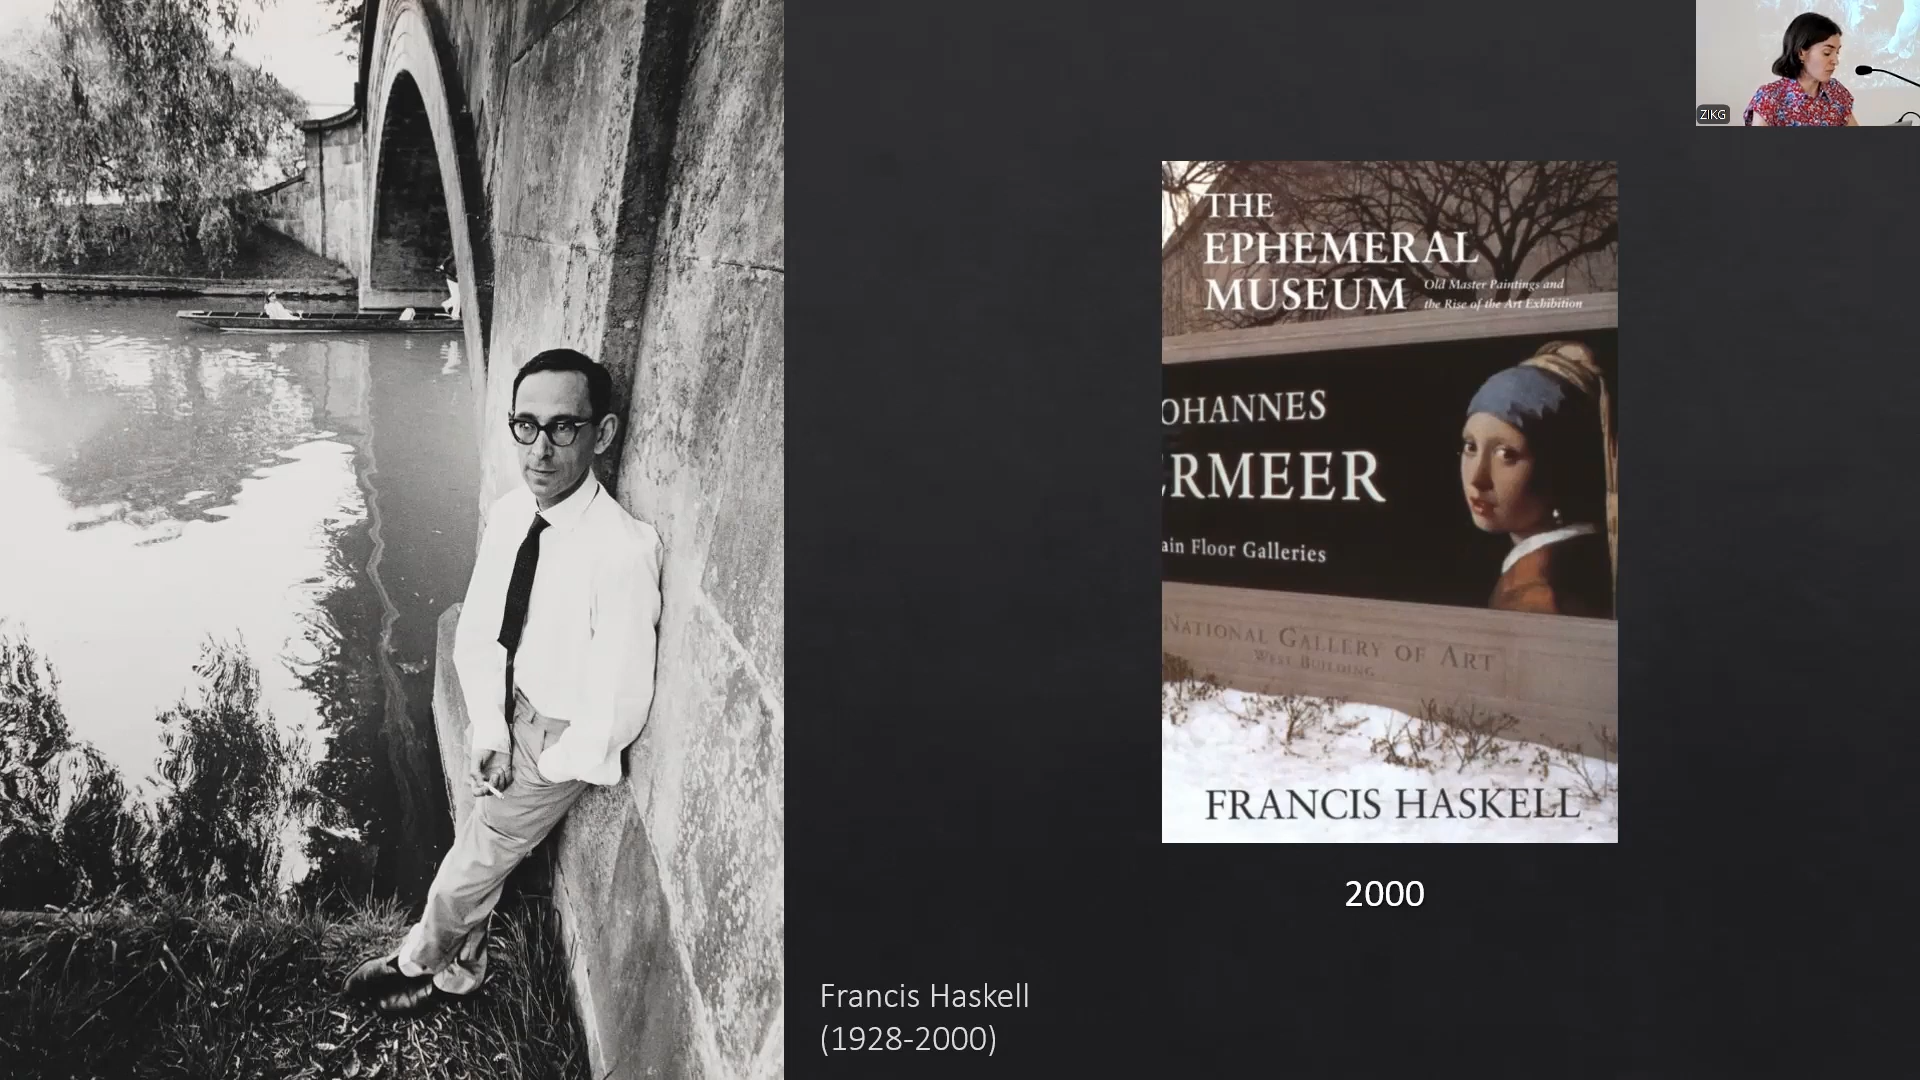 ZIKG
THE
EPHEMERAL
MUSEUM
Old Master Paintings and
the Rise of the Art Exhibition
OHANNES
ERMEER
ain Floor Galleries
NATIONAL GALLERY OF ART
WEST BUILDING
FRANCIS HASKELL
2000
Francis Haskell
(1928-2000)